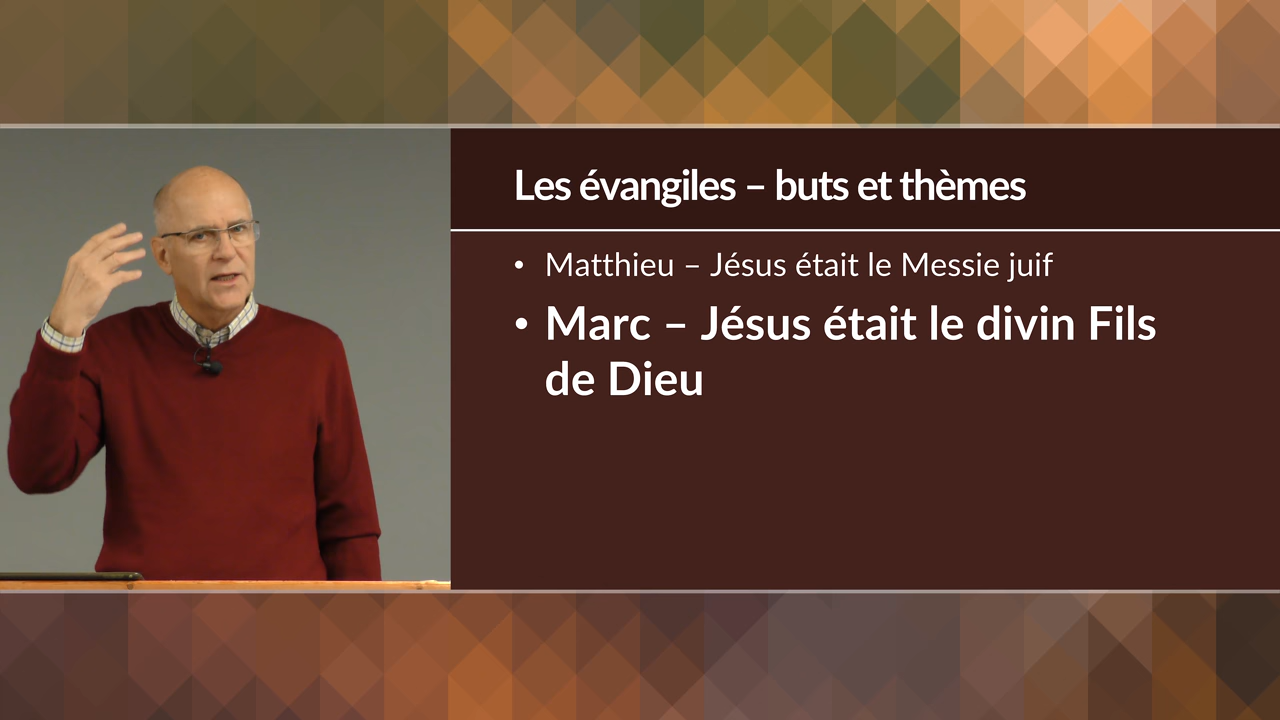 Les évangiles – buts et thèmes
• Matthieu – Jésus était le Messie juif
• Marc – Jésus était le divin Fils
de Dieu